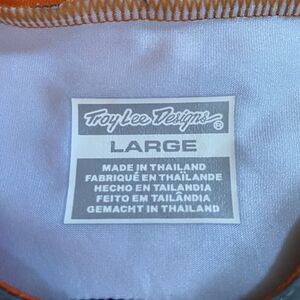 Troy Lee Designs®
LARGE
MADE IN THAILAND
FABRIQUÉ EN THAÏLANDE
HECHO EN TAILANDIA
FEITO EM TAILÂNDIA
GEMACHT IN THAILAND